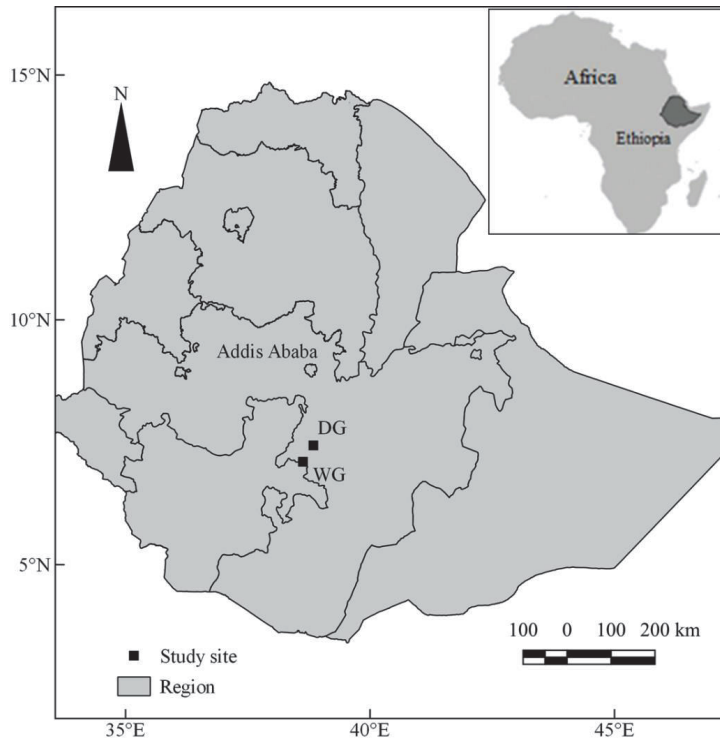 15°N
10°N
5°N
35°E
40°E
45°E
N
Africa
Ethiopia
Addis Ababa
DG
WG
100 0 100 200 km
Study site
Region